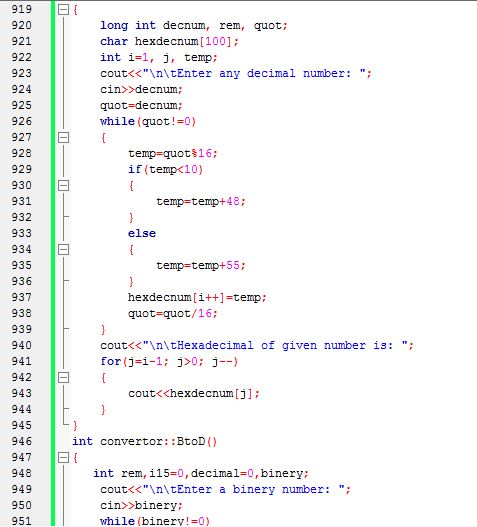 919 {
920 long int decnum, rem, quot;
921 char hexdecnum[100];
922 int i=1, j, temp;
923 cout<<"\n\tEnter any decimal number: ";
924 cin>>decnum;
925 quot=decnum;
926 while(quot!=0)
927 {
928 temp=quot%16;
929 if(temp<10)
930 {
931 temp=temp+48;
932 }
933 else
934 {
935 temp=temp+55;
936 }
937 hexdecnum[i++]=temp;
938 quot=quot/16;
939 }
940 cout<<"\n\tHexadecimal of given number is: ";
941 for(j=i-1; j>0; j--)
942 {
943 cout<<hexdecnum[j];
944 }
945 }
946 int convertor::BtoD()
947 {
948 int rem,i15=0,decimal=0,binery;
949 cout<<"\n\tEnter a binery number: ";
950 cin>>binery;
951 while(binery!=0)